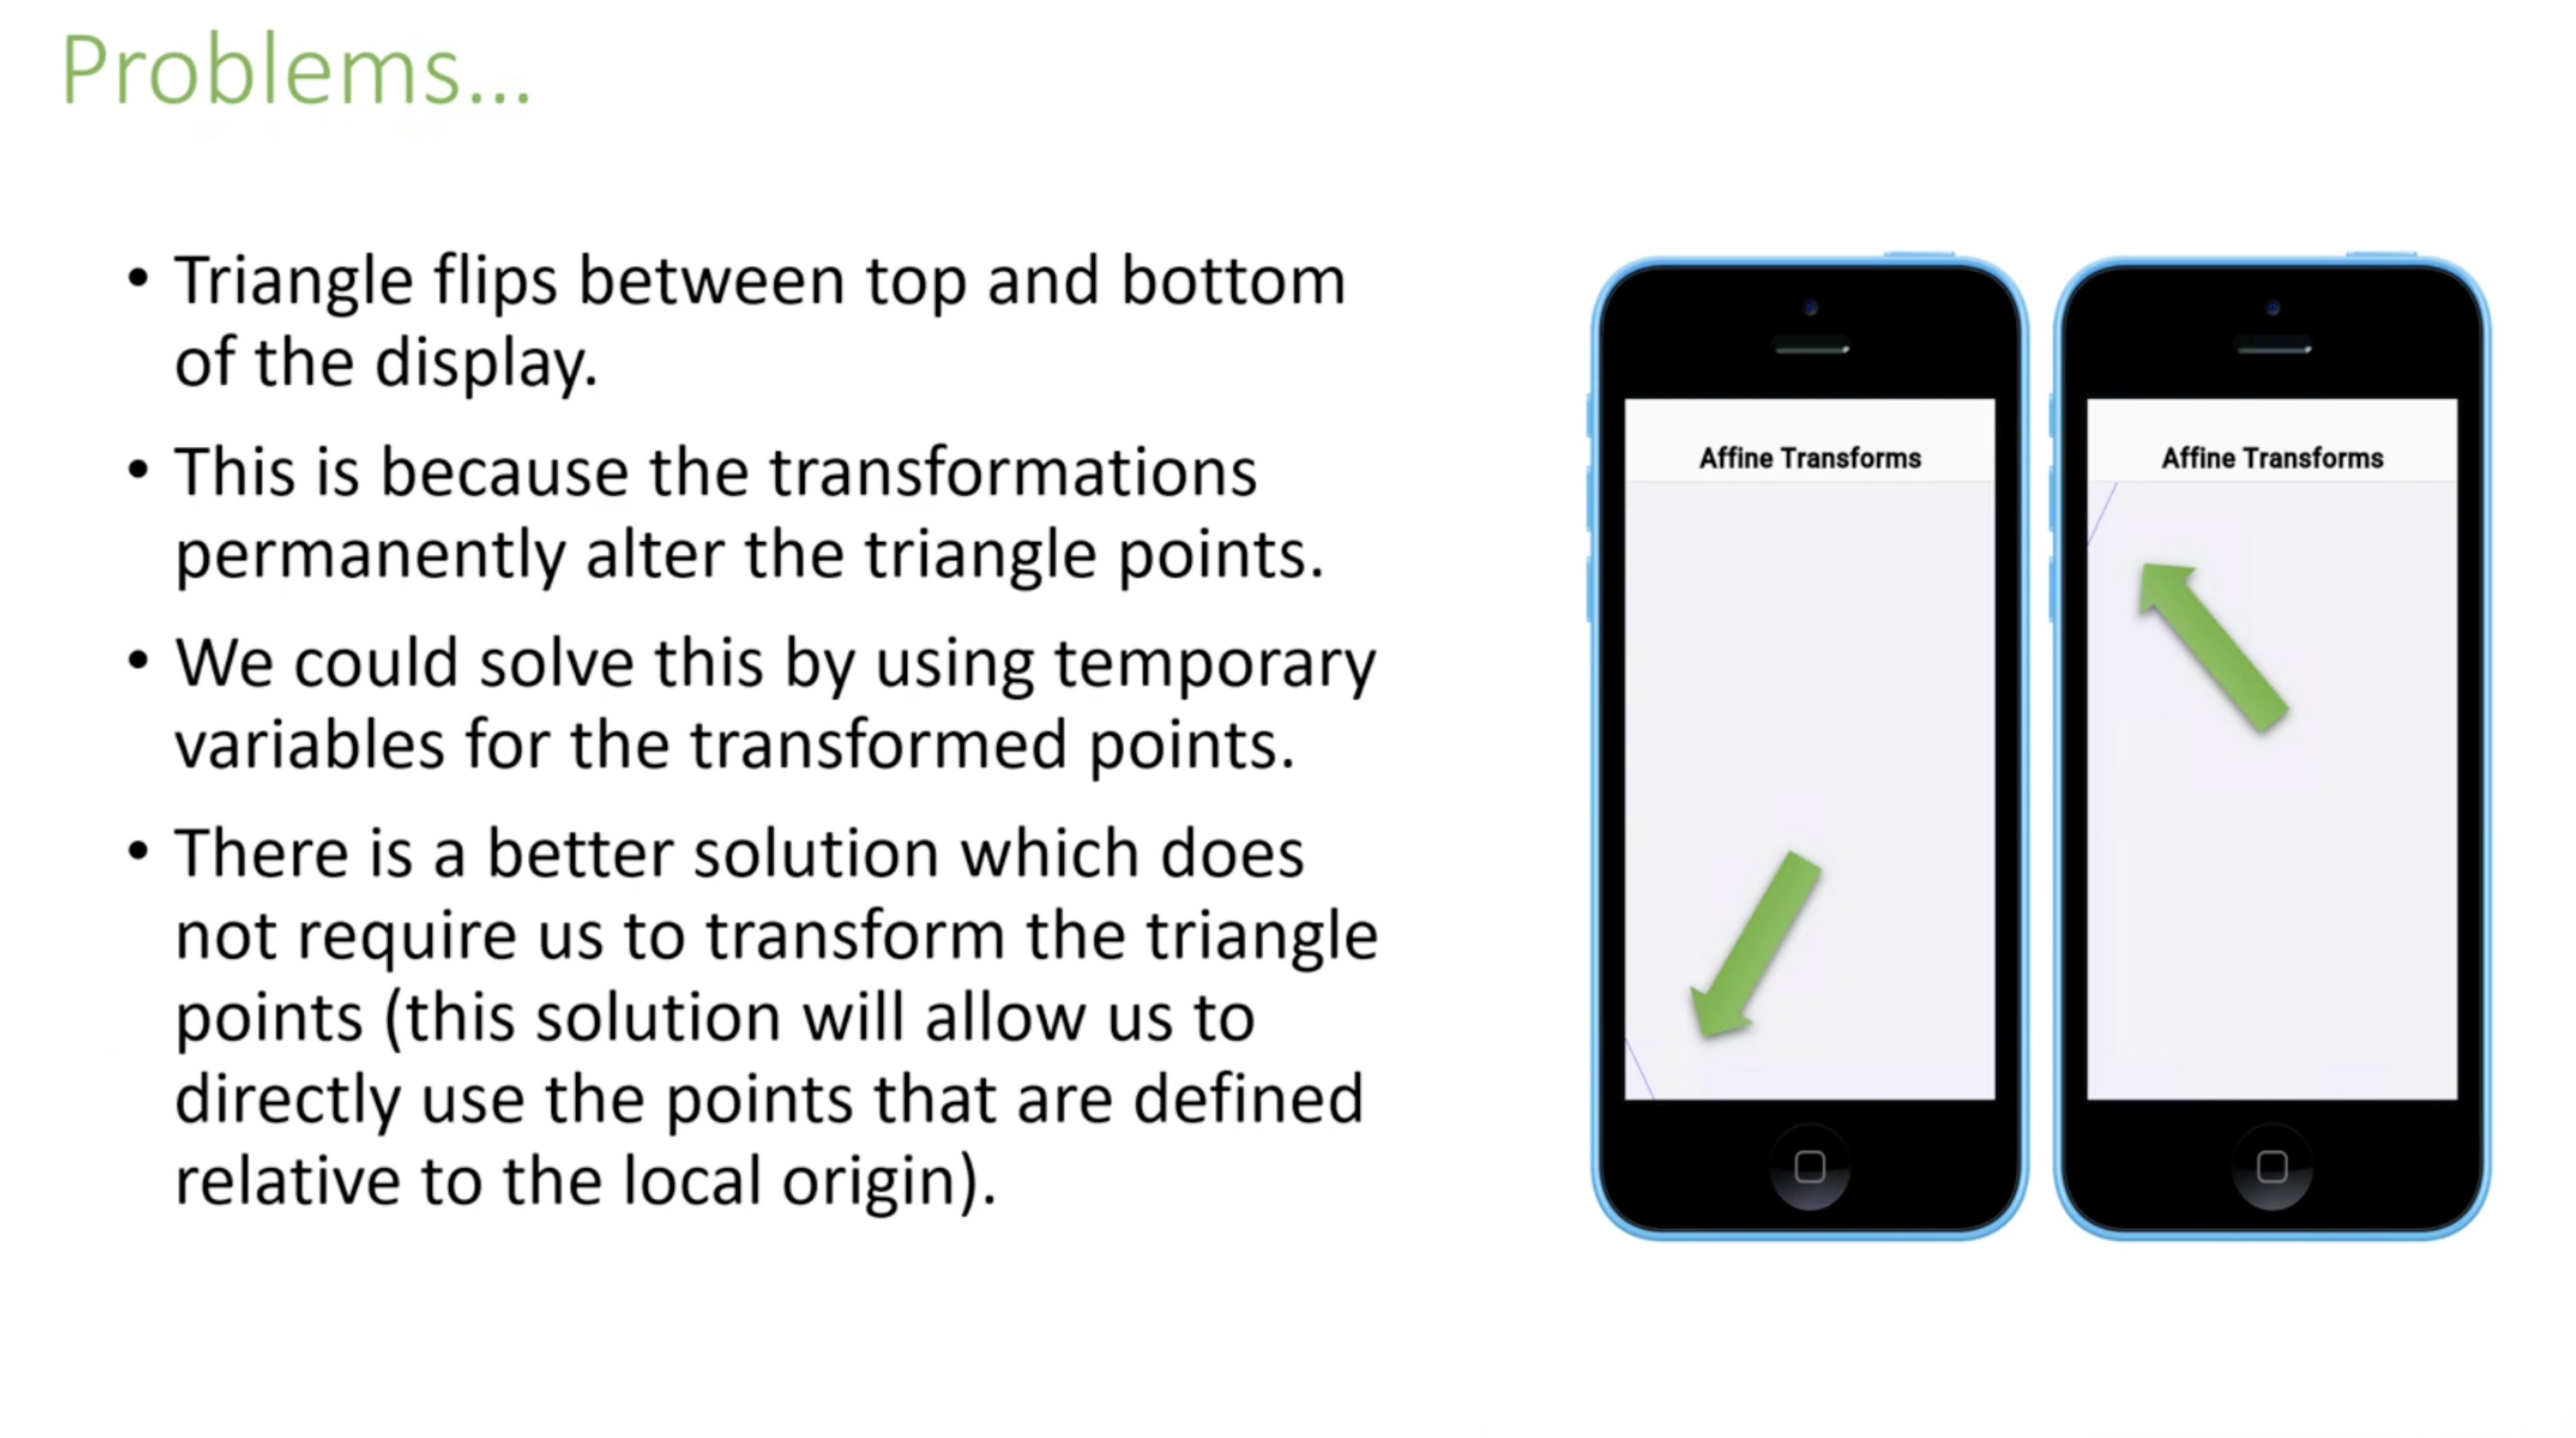 Problems...
• Triangle flips between top and bottom
of the display.
• This is because the transformations
permanently alter the triangle points.
• We could solve this by using temporary
variables for the transformed points.
• There is a better solution which does
not require us to transform the triangle
points (this solution will allow us to
directly use the points that are defined
relative to the local origin).
Affine Transforms
Affine Transforms